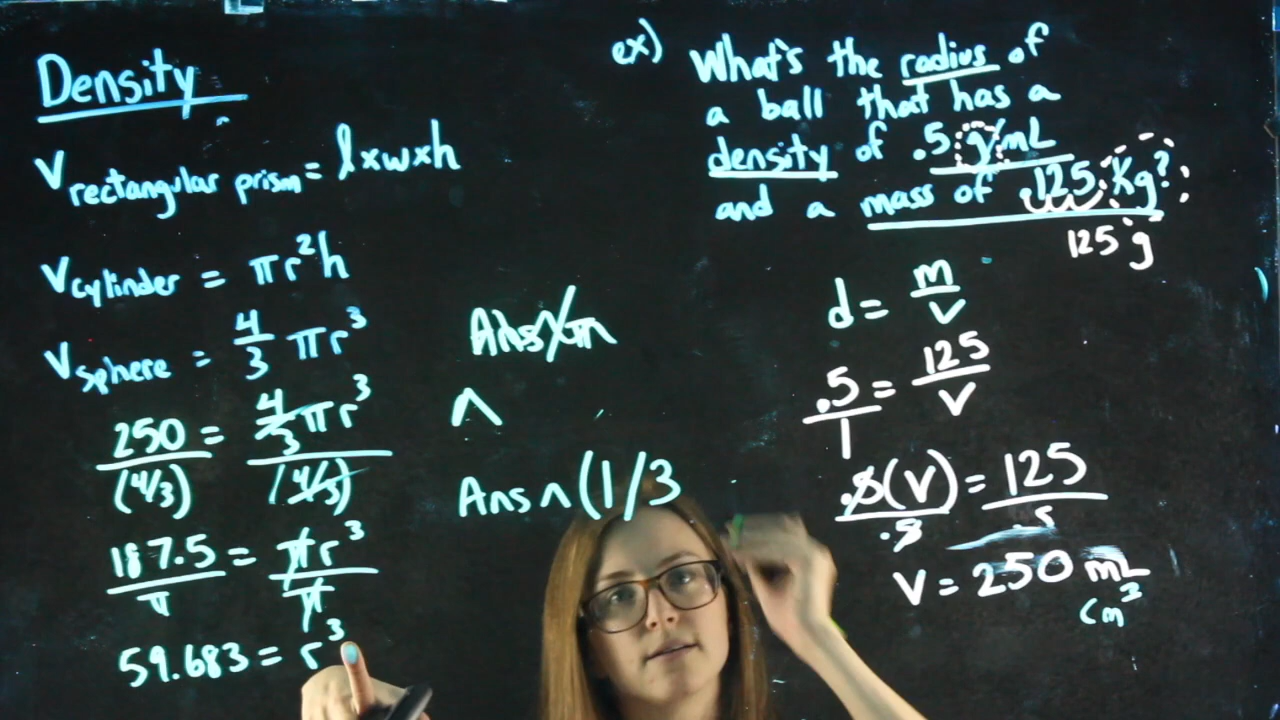 Density
V rectangular prism = l x w x h
V cylinder = πr²h
V sphere = 4/3 πr³
250 = 4/3 πr³
(4/3) (4/3)
187.5 = πr³
π π
59.683 = r³
Ans
^
Ans^(1/3
ex) What's the radius of
a ball that has a
density of .5 g/mL
and a mass of .125 Kg?
125 g
d = m/V
.5/1 = 125/V
.5(V) = 125
.5 .5
V = 250 mL
cm³